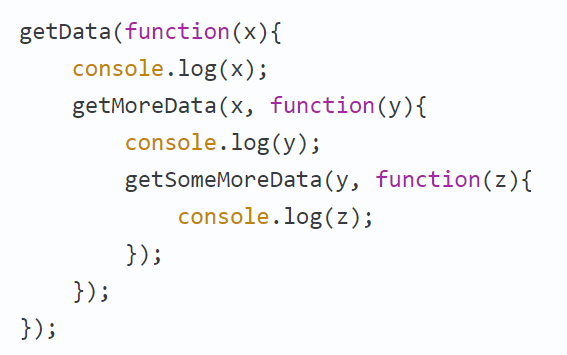 getData(function(x){
    console.log(x);
    getMoreData(x, function(y){
        console.log(y);
        getSomeMoreData(y, function(z){
            console.log(z);
        });
    });
});